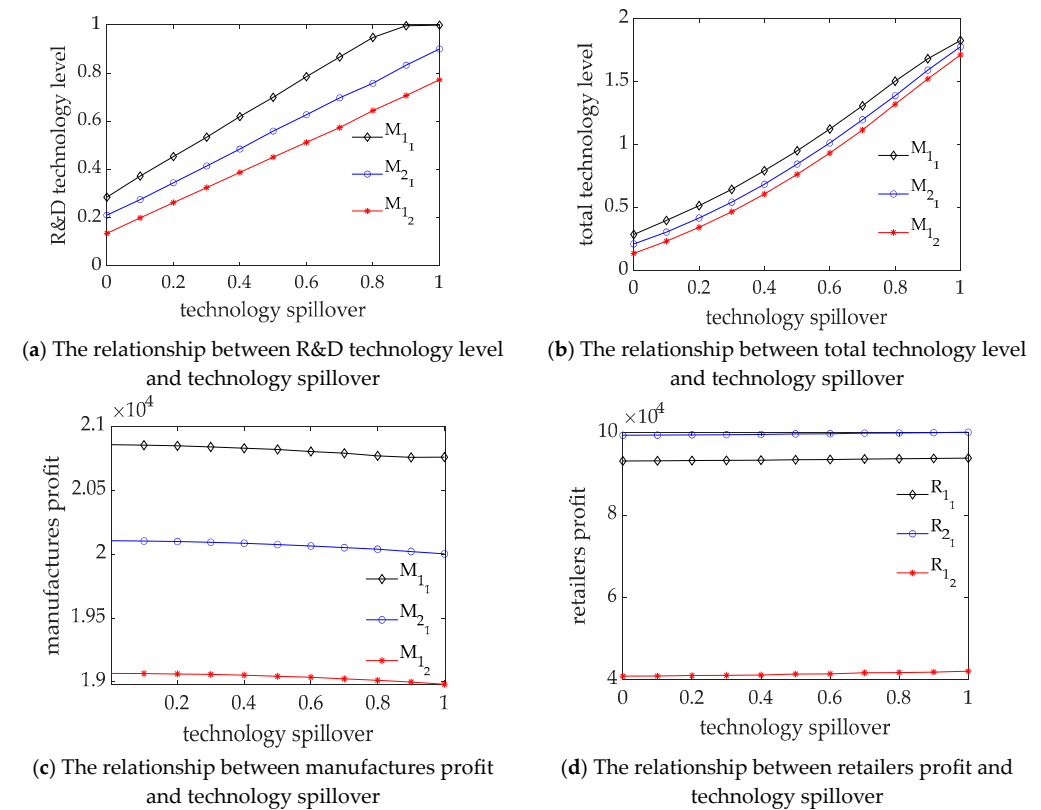 1
0.8
0.6
0.4
0.2
0
R&D technology level
M₁₁
M₂₁
M₁₂
0 0.2 0.4 0.6 0.8 1
technology spillover
(a) The relationship between R&D technology level
and technology spillover
2
1.5
1
0.5
0
total technology level
M₁₁
M₂₁
M₁₂
0 0.2 0.4 0.6 0.8 1
technology spillover
(b) The relationship between total technology level
and technology spillover
×10⁴
2.1
2.05
2
1.95
1.9
manufactures profit
M₁₁
M₂₁
M₁₂
0.2 0.4 0.6 0.8 1
technology spillover
(c) The relationship between manufactures profit
and technology spillover
×10⁴
10
8
6
4
retailers profit
R₁₁
R₂₁
R₁₂
0 0.2 0.4 0.6 0.8 1
technology spillover
(d) The relationship between retailers profit and
technology spillover